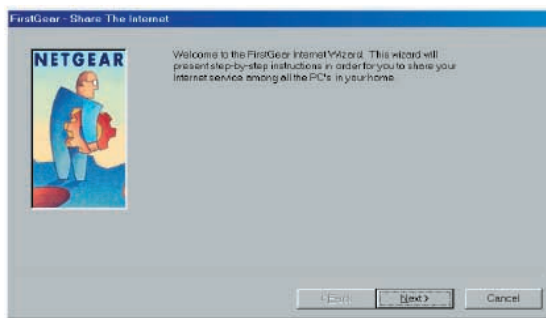 FirstGear - Share The Internet
NETGEAR
Welcome to the FirstGear Internet Wizard. This wizard will
present step-by-step instructions in order for you to share your
Internet service among all the PC's in your home.
< Back
Next >
Cancel